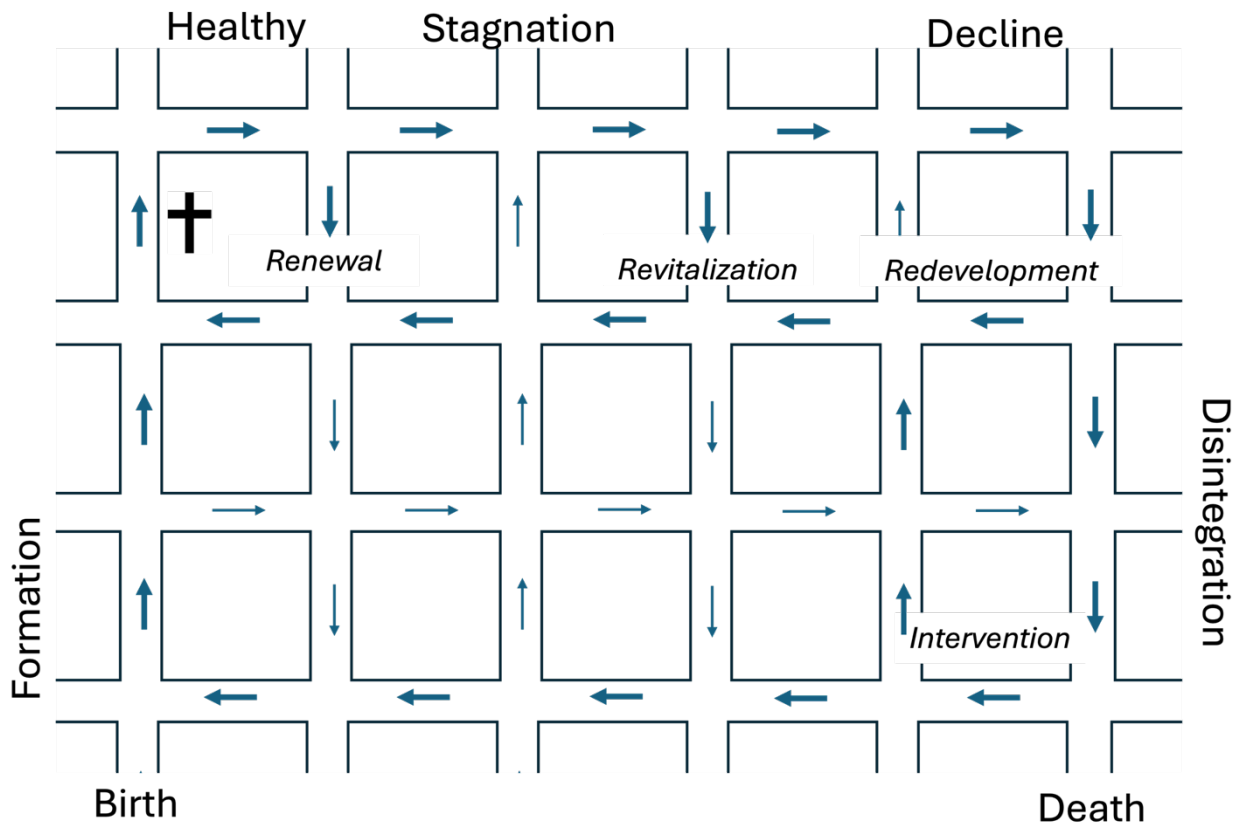 Healthy
Stagnation
Decline
Renewal
Revitalization
Redevelopment
Disintegration
Formation
Intervention
Birth
Death